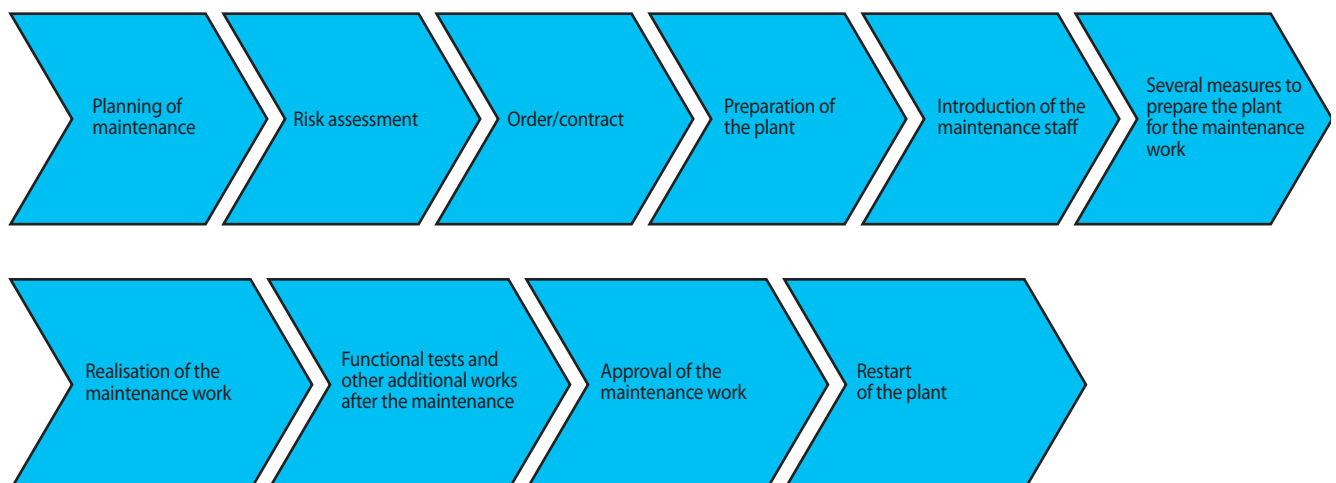 Planning of
maintenance
Risk assessment
Order/contract
Preparation of
the plant
Introduction of the
maintenance staff
Several measures to
prepare the plant
for the maintenance
work
Realisation of the
maintenance work
Functional tests and
other additional works
after the maintenance
Approval of the
maintenance work
Restart
of the plant